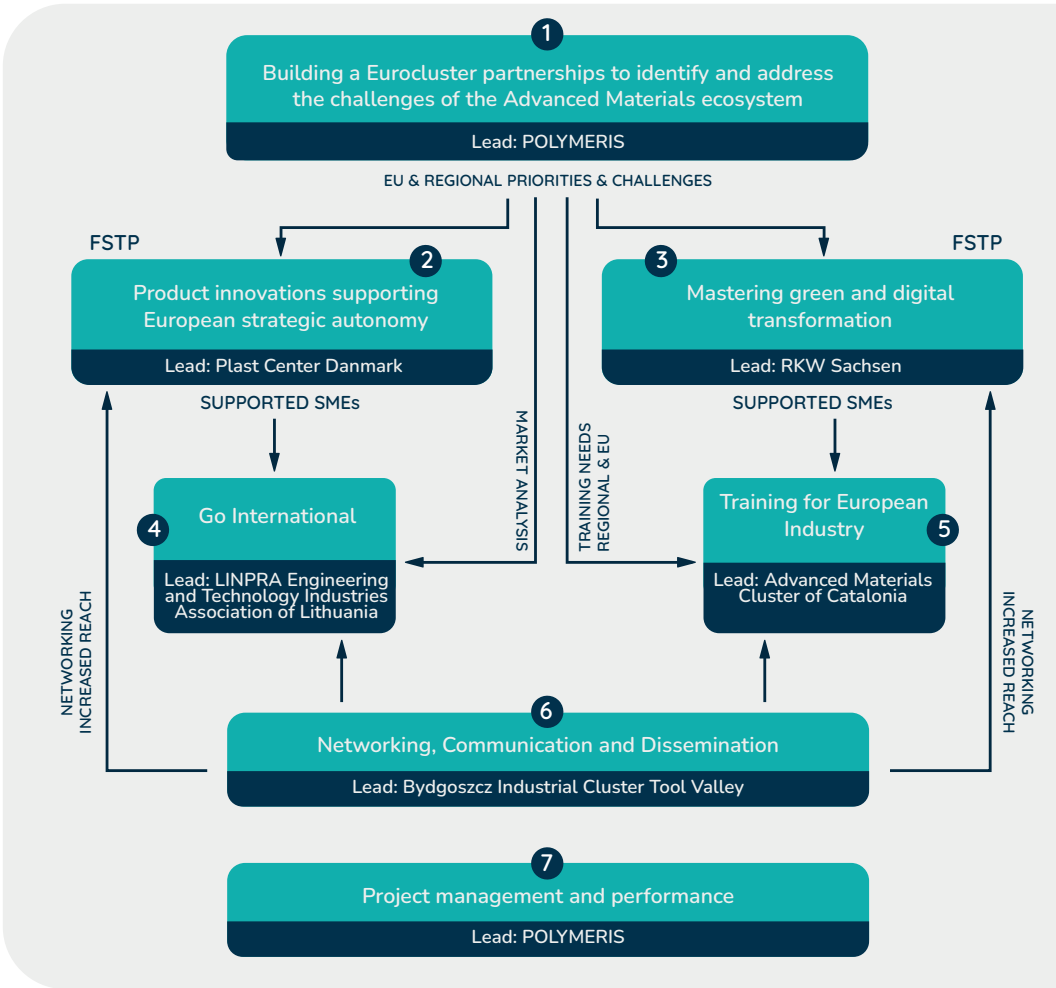 1
Building a Eurocluster partnerships to identify and address
the challenges of the Advanced Materials ecosystem
Lead: POLYMERIS
EU & REGIONAL PRIORITIES & CHALLENGES
FSTP
2
Product innovations supporting
European strategic autonomy
Lead: Plast Center Danmark
SUPPORTED SMEs
FSTP
3
Mastering green and digital
transformation
Lead: RKW Sachsen
SUPPORTED SMEs
MARKET ANALYSIS
TRAINING NEEDS
REGIONAL & EU
4
Go International
Lead: LINPRA Engineering
and Technology Industries
Association of Lithuania
5
Training for European
Industry
Lead: Advanced Materials
Cluster of Catalonia
NETWORKING
INCREASED REACH
NETWORKING
INCREASED REACH
6
Networking, Communication and Dissemination
Lead: Bydgoszcz Industrial Cluster Tool Valley
7
Project management and performance
Lead: POLYMERIS